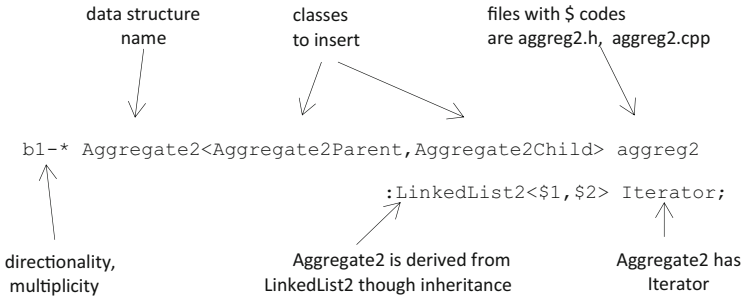 data structure name
classes to insert
files with $ codes are aggreg2.h, aggreg2.cpp
b1-* Aggregate2<Aggregate2Parent,Aggregate2Child> aggreg2
:LinkedList2<$1,$2> Iterator;
directionality, multiplicity
Aggregate2 is derived from LinkedList2 though inheritance
Aggregate2 has Iterator